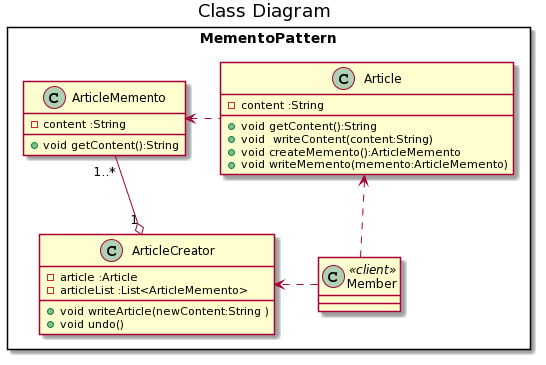 Class Diagram
MementoPattern
C ArticleMemento
content :String
void getContent():String
C Article
content :String
void getContent():String
void  writeContent(content:String)
void createMemento():ArticleMemento
void writeMemento(memento:ArticleMemento)
1..*
1
C ArticleCreator
article :Article
articleList :List<ArticleMemento>
void writeArticle(newContent:String )
void undo()
C «client»
Member